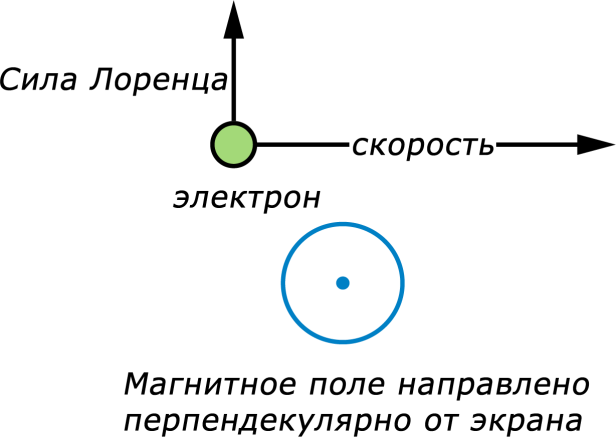 Сила Лоренца
скорость
электрон
Магнитное поле направлено
перпендекулярно от экрана